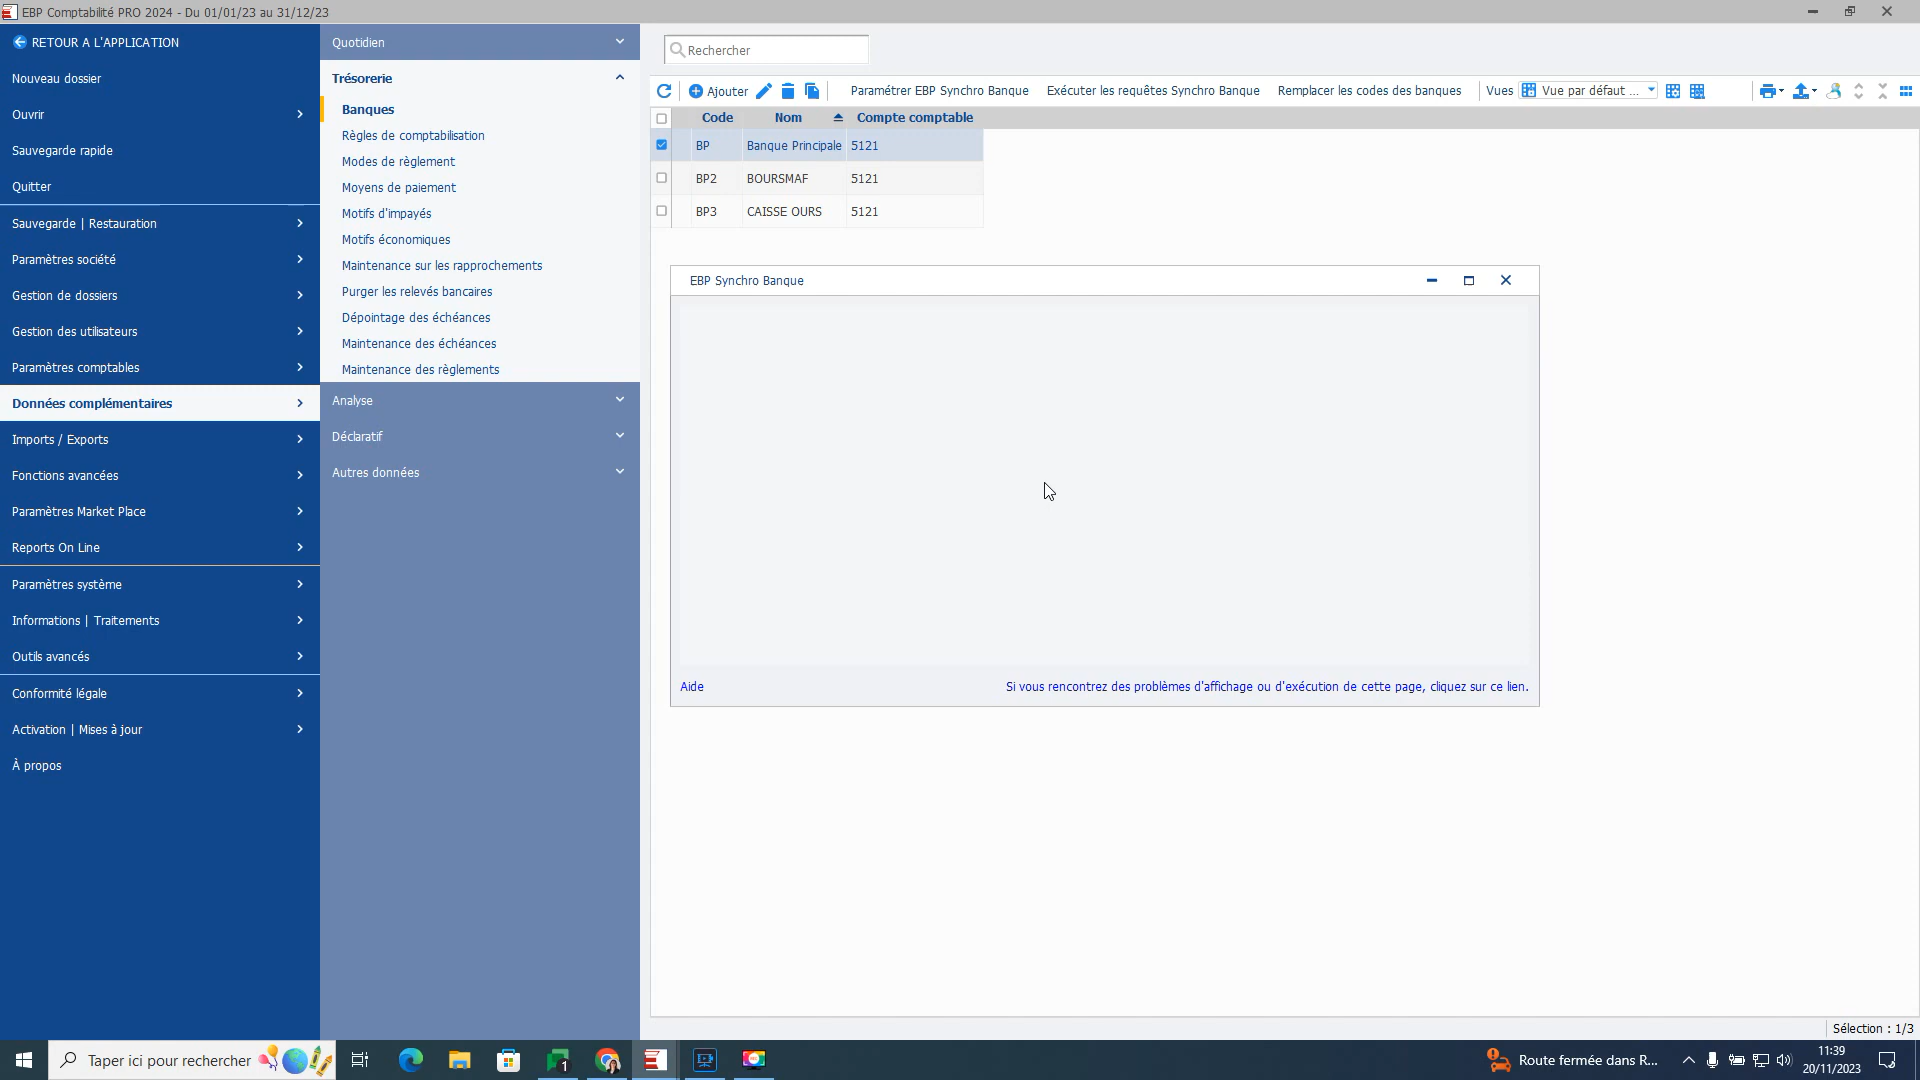 EBP Comptabilité PRO 2024 - Du 01/01/23 au 31/12/23
RETOUR A L'APPLICATION
Nouveau dossier
Ouvrir
Sauvegarde rapide
Quitter
Sauvegarde | Restauration
Paramètres société
Gestion de dossiers
Gestion des utilisateurs
Paramètres comptables
Données complémentaires
Imports / Exports
Fonctions avancées
Paramètres Market Place
Reports On Line
Paramètres système
Informations | Traitements
Outils avancés
Conformité légale
Activation | Mises à jour
À propos
Quotidien
Trésorerie
Banques
Règles de comptabilisation
Modes de règlement
Moyens de paiement
Motifs d'impayés
Motifs économiques
Maintenance sur les rapprochements
Purger les relevés bancaires
Dépointage des échéances
Maintenance des échéances
Maintenance des règlements
Analyse
Déclaratif
Autres données
Rechercher
Ajouter Paramétrer EBP Synchro Banque Exécuter les requêtes Synchro Banque Remplacer les codes des banques Vues Vue par défaut ...
Code Nom Compte comptable
BP Banque Principale 5121
BP2 BOURSMAF 5121
BP3 CAISSE OURS 5121
EBP Synchro Banque
Aide Si vous rencontrez des problèmes d'affichage ou d'exécution de cette page, cliquez sur ce lien.
Sélection : 1/3
Taper ici pour rechercher
1
Route fermée dans R...
11:39
20/11/2023